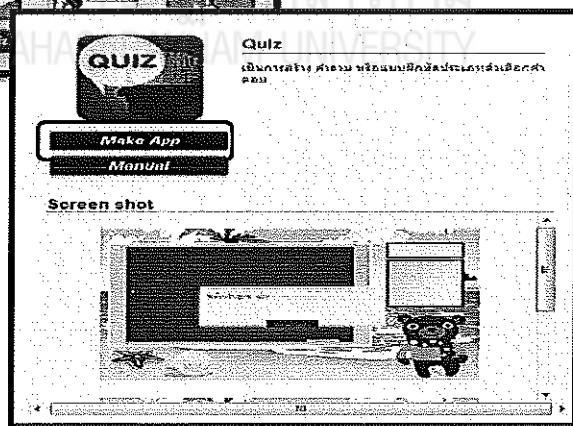 QUIZ
Quiz
เป็นการสร้าง คำถาม หรือแบบฝึกหัดประเภทตัวเลือกคำ
ตอบ
Make App
Manual
Screen shot